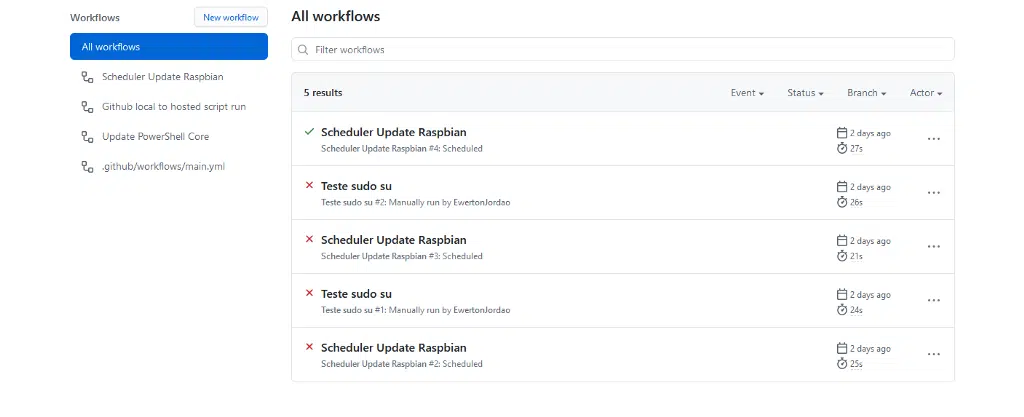 Workflows
New workflow
All workflows
Scheduler Update Raspbian
Github local to hosted script run
Update PowerShell Core
.github/workflows/main.yml
All workflows
Filter workflows
5 results
Event Status Branch Actor
Scheduler Update Raspbian
2 days ago
Scheduler Update Raspbian #4: Scheduled
27s
Teste sudo su
2 days ago
Teste sudo su #2: Manually run by EwertonJordao
26s
Scheduler Update Raspbian
2 days ago
Scheduler Update Raspbian #3: Scheduled
21s
Teste sudo su
2 days ago
Teste sudo su #1: Manually run by EwertonJordao
24s
Scheduler Update Raspbian
2 days ago
Scheduler Update Raspbian #2: Scheduled
25s